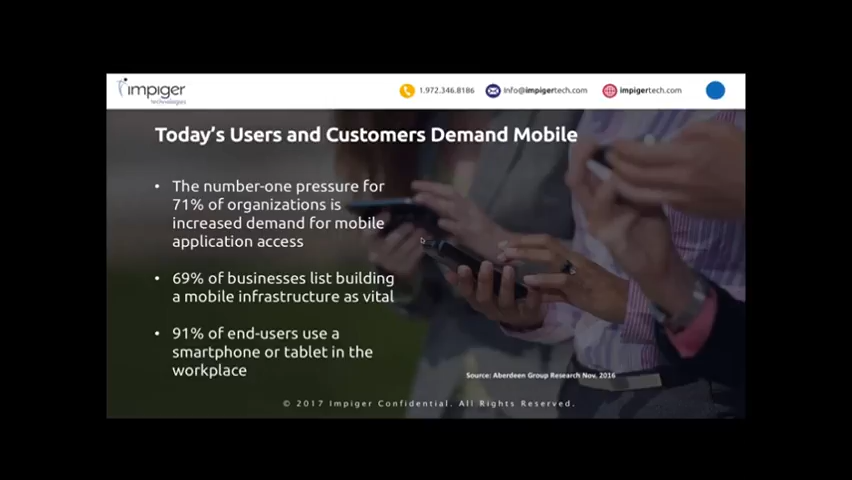 impiger
technologies
1.972.346.8186
Info@impigertech.com
impigertech.com
Today's Users and Customers Demand Mobile
• The number-one pressure for
71% of organizations is
increased demand for mobile
application access
• 69% of businesses list building
a mobile infrastructure as vital
• 91% of end-users use a
smartphone or tablet in the
workplace
Source: Aberdeen Group Research Nov. 2016
© 2017 Impiger Confidential. All Rights Reserved.